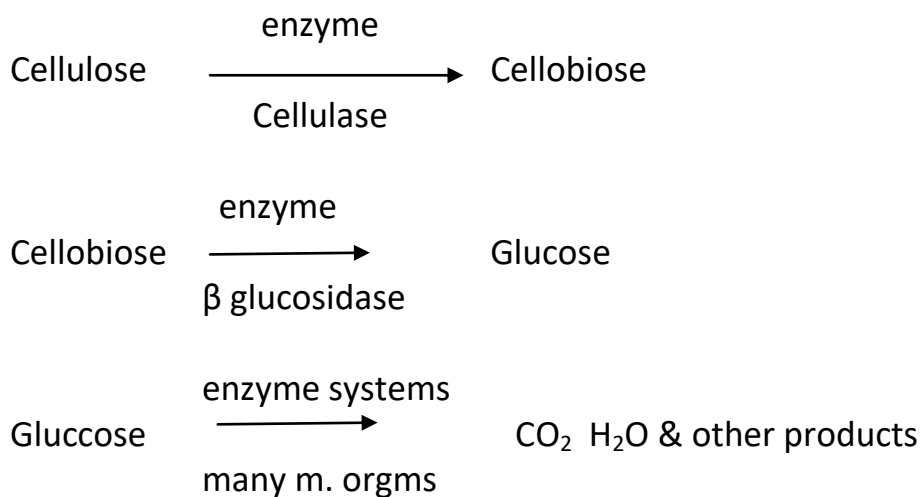 enzyme
Cellulose Cellobiose
Cellulase
enzyme
Cellobiose Glucose
β glucosidase
enzyme systems
Gluccose CO₂ H₂O & other products
many m. orgms